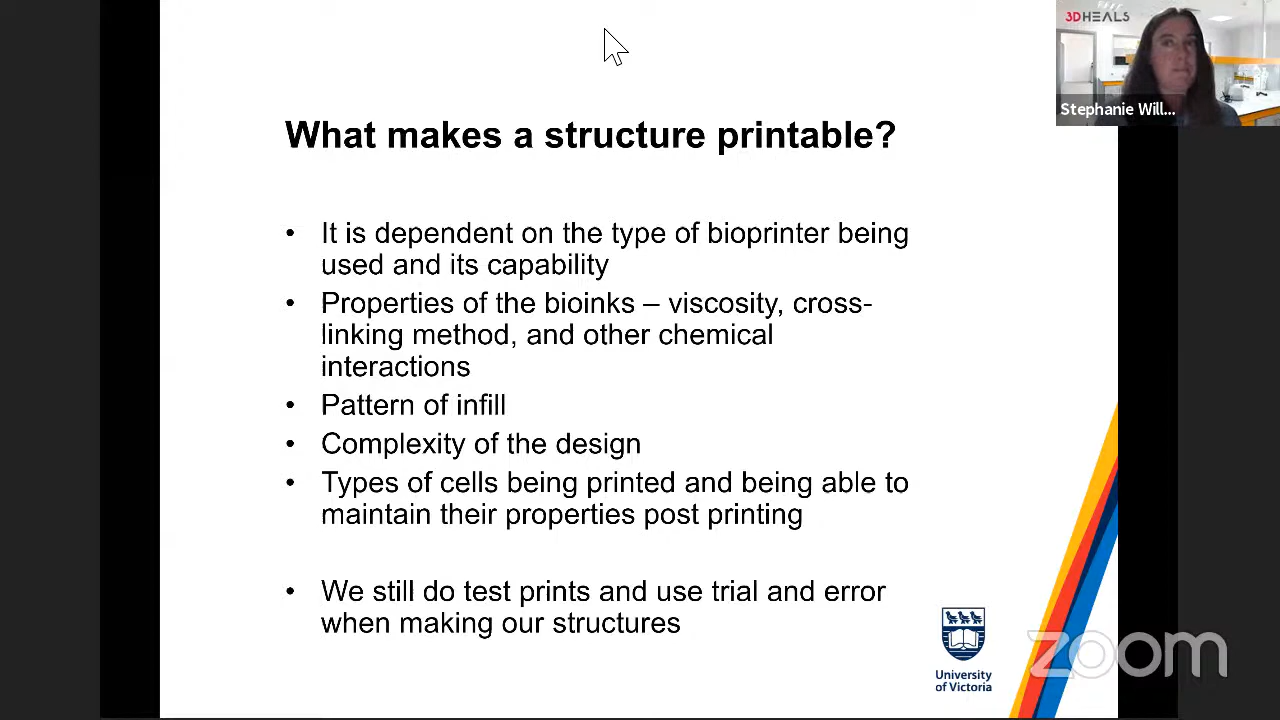 3DHEALS
Stephanie Will...
What makes a structure printable?
• It is dependent on the type of bioprinter being
used and its capability
• Properties of the bioinks – viscosity, cross-
linking method, and other chemical
interactions
• Pattern of infill
• Complexity of the design
• Types of cells being printed and being able to
maintain their properties post printing
• We still do test prints and use trial and error
when making our structures
University
of Victoria
zoom